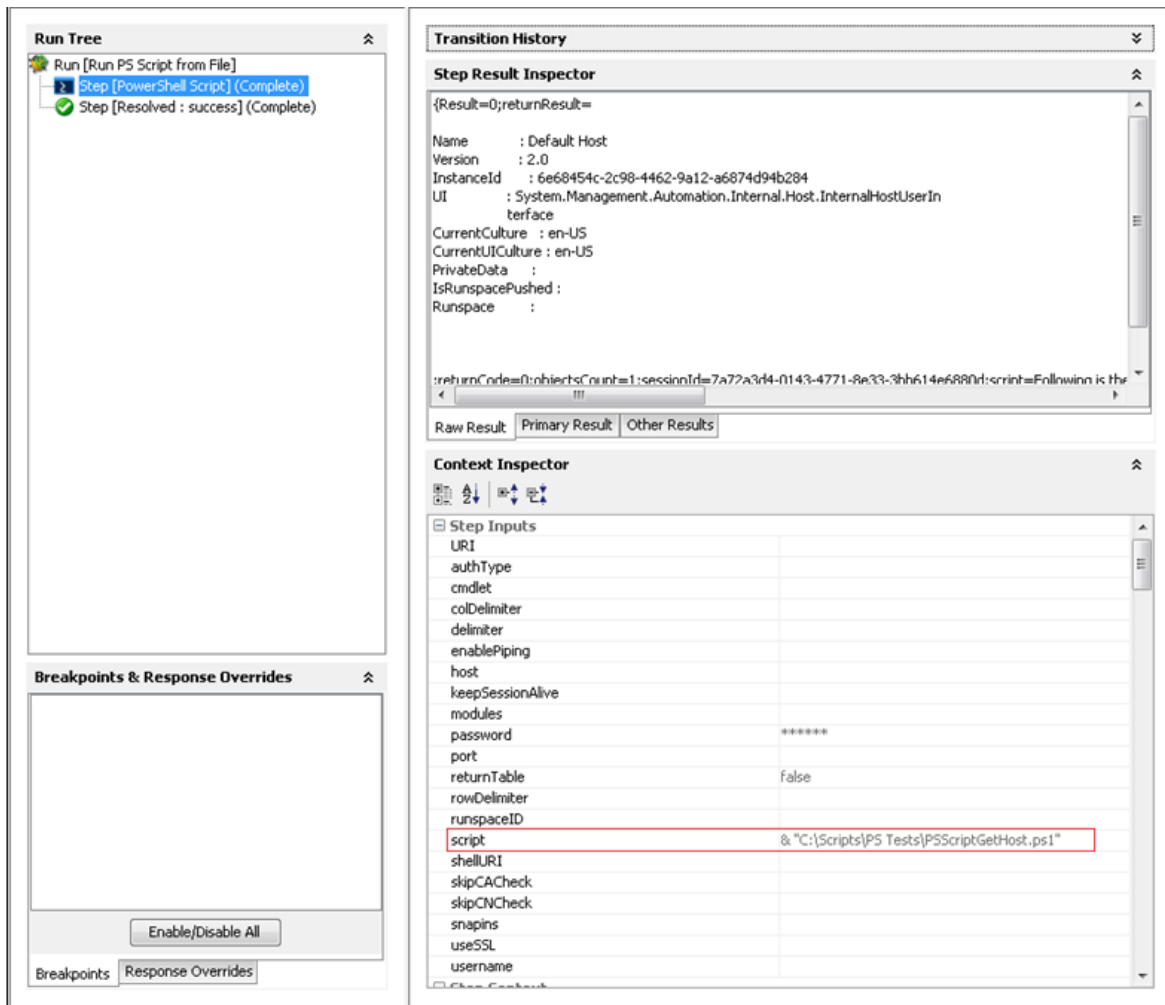 Run Tree
Run [Run PS Script from File]
Step [PowerShell Script] (Complete)
Step [Resolved : success] (Complete)
Breakpoints & Response Overrides
Enable/Disable All
Breakpoints
Response Overrides
Transition History
Step Result Inspector
{Result=0;returnResult=
Name : Default Host
Version : 2.0
InstanceId : 6e68454c-2c98-4462-9a12-a6874d94b284
UI : System.Management.Automation.Internal.Host.InternalHostUserIn
terface
CurrentCulture : en-US
CurrentUICulture : en-US
PrivateData :
IsRunspacePushed :
Runspace :
;returnCode=0;objectsCount=1;sessionId=7a72a3d4-0143-4771-8e33-3bb614e6880d;script=Following is the
Raw Result
Primary Result
Other Results
Context Inspector
Step Inputs
URI
authType
cmdlet
colDelimiter
delimiter
enablePiping
host
keepSessionAlive
modules
password ******
port
returnTable false
rowDelimiter
runspaceID
script & "C:\Scripts\PS Tests\PSScriptGetHost.ps1"
shellURI
skipCACheck
skipCNCheck
snapins
useSSL
username
Step Context